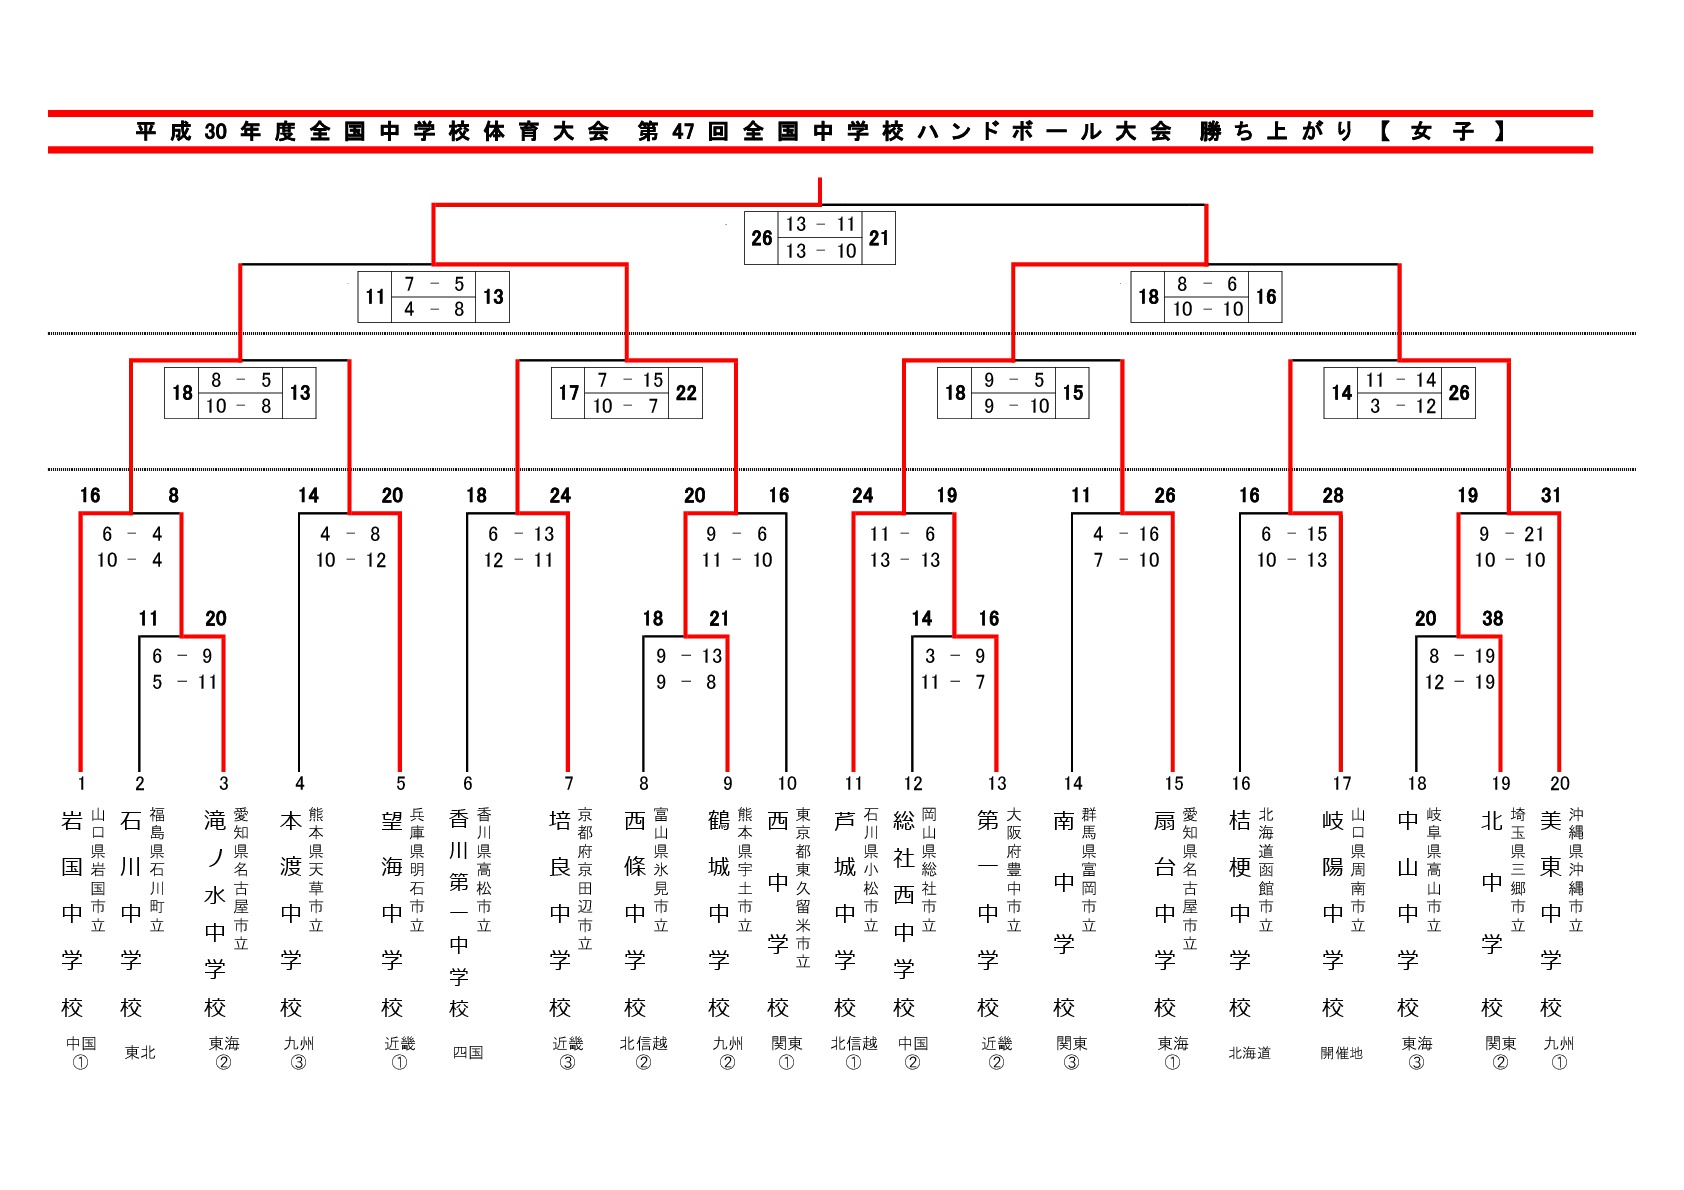 平成30年度全国中学校体育大会 第47回全国中学校ハンドボール大会 勝ち上がり【女子】
26 13 - 11 21
13 - 10
11 7 - 5 13
4 - 8
18 8 - 6 16
10 - 10
18 8 - 5 13
10 - 8
17 7 - 15 22
10 - 7
18 9 - 5 15
9 - 10
14 11 - 14 26
3 - 12
16 8 14 20 18 24 20 16 24 19 11 26 16 28 19 31
6 - 4 4 - 8 6 - 13 9 - 6 11 - 6 4 - 16 6 - 15 9 - 21
10 - 4 10 - 12 12 - 11 11 - 10 13 - 13 7 - 10 10 - 13 10 - 10
11 20 18 21 14 16 20 38
6 - 9 9 - 13 3 - 9 8 - 19
5 - 11 9 - 8 11 - 7 12 - 19
1 2 3 4 5 6 7 8 9 10 11 12 13 14 15 16 17 18 19 20
山口県岩国市立
岩国中学校
福島県石川町立
石川中学校
愛知県名古屋市立
滝ノ水中学校
熊本県天草市立
本渡中学校
兵庫県明石市立
望海中学校
香川県高松市立
香川第一中学校
京都府京田辺市立
培良中学校
富山県氷見市立
西條中学校
熊本県宇土市立
鶴城中学校
東京都東久留米市立
西中学校
石川県小松市立
芦城中学校
岡山県総社市立
総社西中学校
大阪府豊中市立
第一中学校
群馬県富岡市立
南中学校
愛知県名古屋市立
扇台中学校
北海道函館市立
桔梗中学校
山口県周南市立
岐陽中学校
岐阜県高山市立
中山中学校
埼玉県三郷市立
北中学校
沖縄県沖縄市立
美東中学校
中国① 東北 東海② 九州③ 近畿① 四国 近畿③ 北信越② 九州② 関東① 北信越① 中国② 近畿② 関東③ 東海① 北海道 開催地 東海③ 関東② 九州①